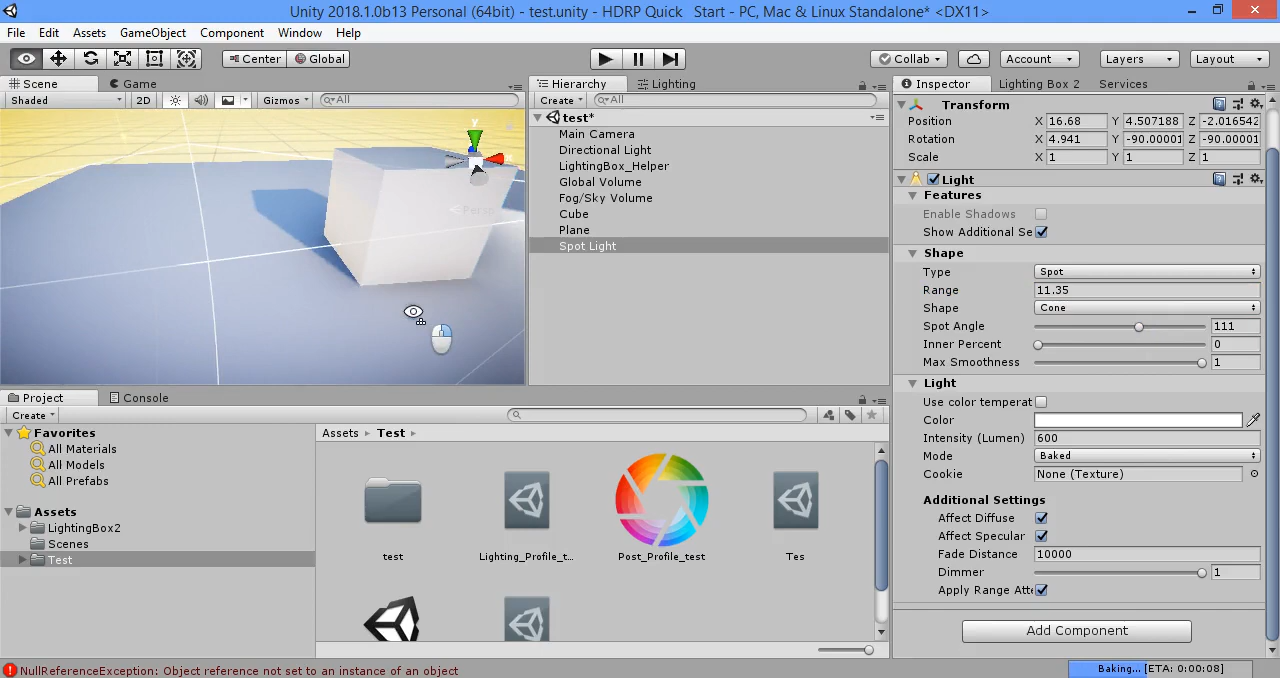 Unity 2018.1.0b13 Personal (64bit) - test.unity - HDRP Quick Start - PC, Mac & Linux Standalone* <DX11>
File Edit Assets GameObject Component Window Help
Center Global Collab Account Layers Layout
Scene Game
Shaded 2D Gizmos All
y
x
Persp
Hierarchy Lighting
Create All
test*
Main Camera
Directional Light
LightingBox_Helper
Global Volume
Fog/Sky Volume
Cube
Plane
Spot Light
Inspector Lighting Box 2 Services
Transform
Position X 16.68 Y 4.507188 Z -2.016542
Rotation X 4.941 Y -90.00001 Z -90.00001
Scale X 1 Y 1 Z 1
Light
Features
Enable Shadows
Show Additional Se
Shape
Type Spot
Range 11.35
Shape Cone
Spot Angle 111
Inner Percent 0
Max Smoothness 1
Light
Use color temperat
Color
Intensity (Lumen) 600
Mode Baked
Cookie None (Texture)
Additional Settings
Affect Diffuse
Affect Specular
Fade Distance 10000
Dimmer 1
Apply Range Atte
Add Component
Project Console
Create
Favorites
All Materials
All Models
All Prefabs
Assets
LightingBox2
Scenes
Test
Assets Test
test Lighting_Profile_t... Post_Profile_test Tes
NullReferenceException: Object reference not set to an instance of an object
Baking... [ETA: 0:00:08]